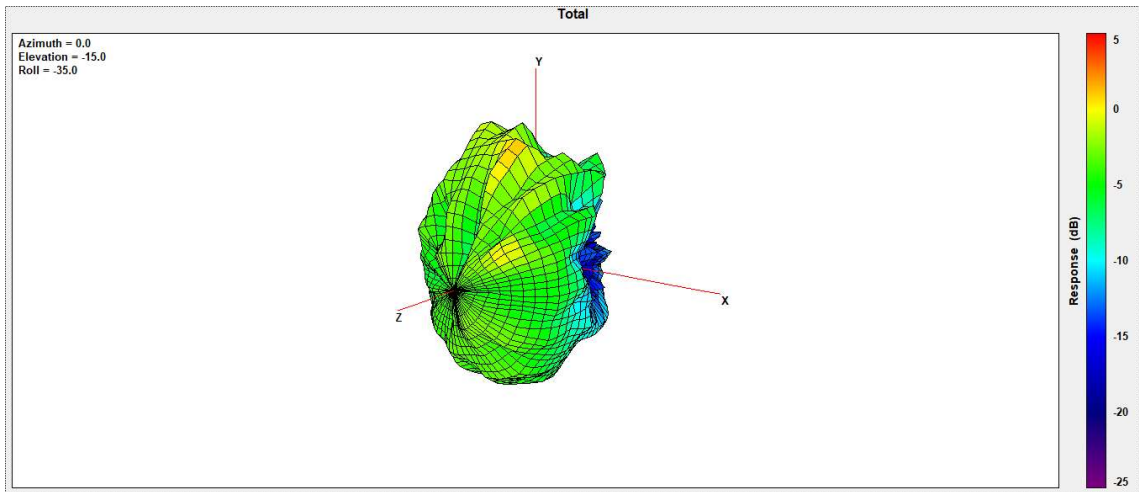 Total
Azimuth = 0.0
Elevation = -15.0
Roll = -35.0
Y
X
Z
5
0
-5
-10
-15
-20
-25
Response (dB)